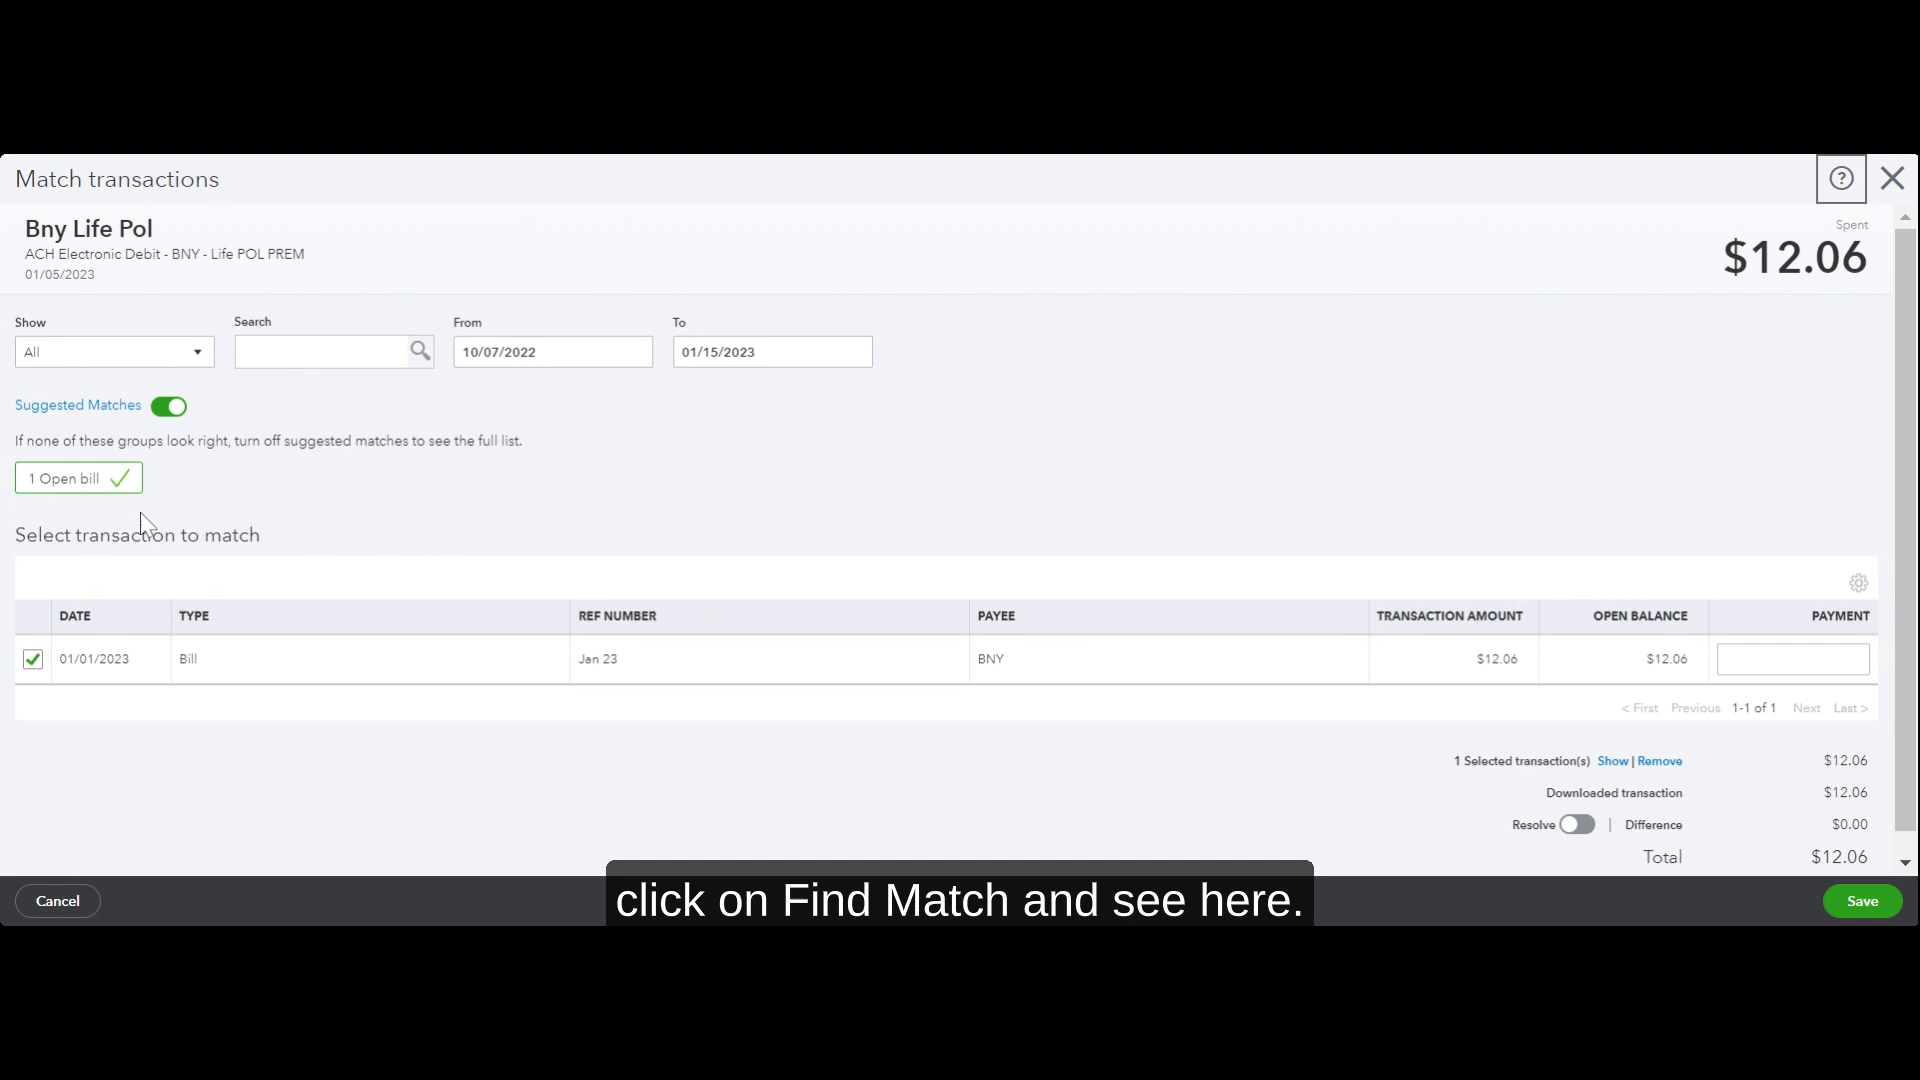 Match transactions
?
Bny Life Pol
ACH Electronic Debit - BNY - Life POL PREM
01/05/2023
Spent
$12.06
Show Search From To
All 10/07/2022 01/15/2023
Suggested Matches
If none of these groups look right, turn off suggested matches to see the full list.
1 Open bill
Select transaction to match
DATE TYPE REF NUMBER PAYEE TRANSACTION AMOUNT OPEN BALANCE PAYMENT
01/01/2023 Bill Jan 23 BNY $12.06 $12.06
< First Previous 1-1 of 1 Next Last >
1 Selected transaction(s) Show | Remove $12.06
Downloaded transaction $12.06
Resolve | Difference $0.00
Total $12.06
Cancel Save
click on Find Match and see here.